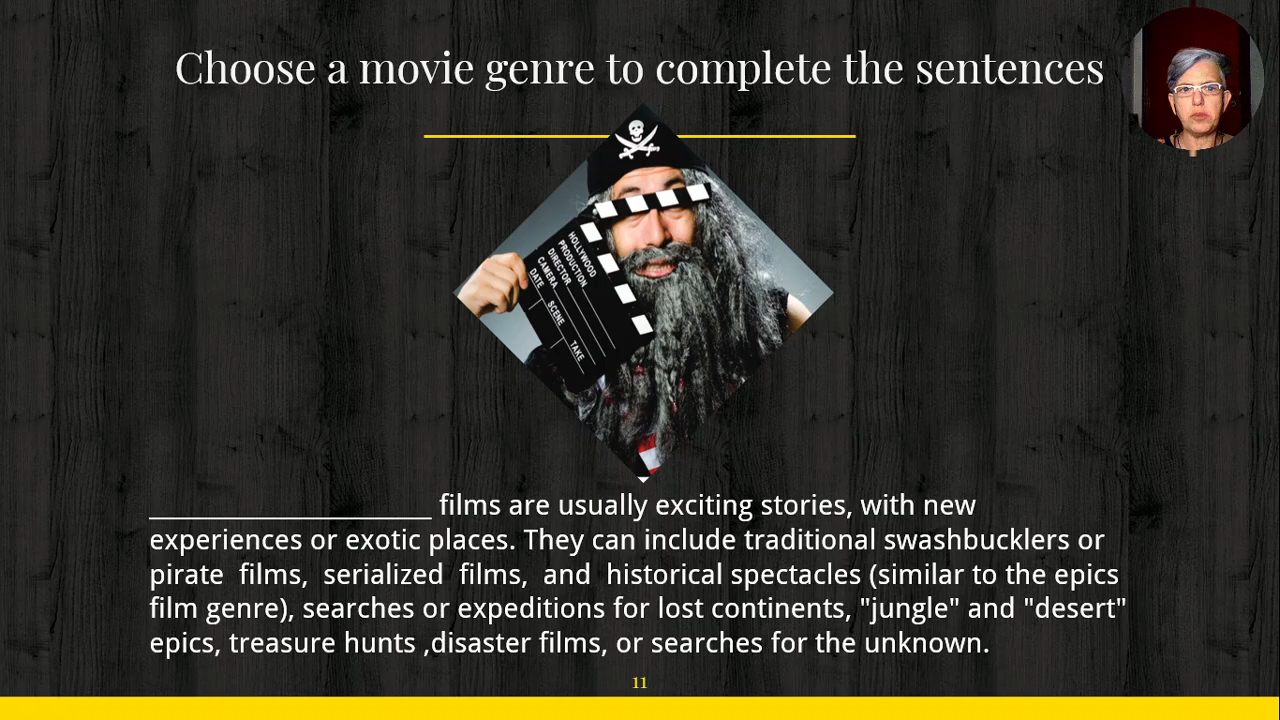 Choose a movie genre to complete the sentences
HOLLYWOOD
PRODUCTION
DIRECTOR
CAMERA
DATE SCENE TAKE
____________________ films are usually exciting stories, with new
experiences or exotic places. They can include traditional swashbucklers or
pirate films, serialized films, and historical spectacles (similar to the epics
film genre), searches or expeditions for lost continents, "jungle" and "desert"
epics, treasure hunts ,disaster films, or searches for the unknown.
11